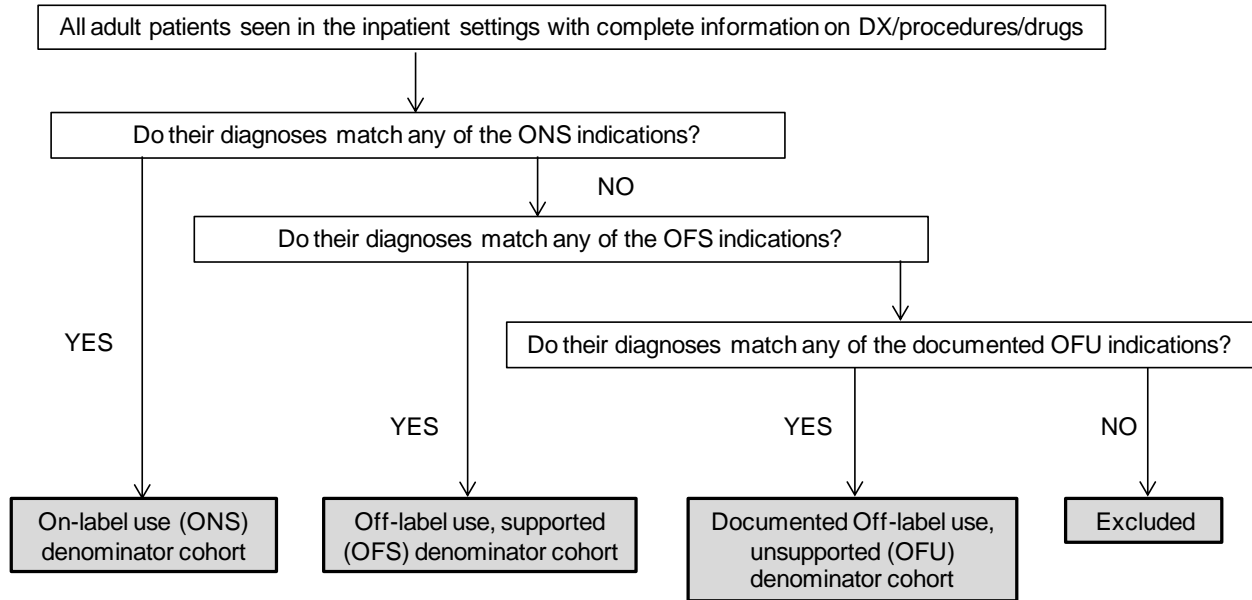 All adult patients seen in the inpatient settings with complete information on DX/procedures/drugs
Do their diagnoses match any of the ONS indications?
NO
Do their diagnoses match any of the OFS indications?
YES
Do their diagnoses match any of the documented OFU indications?
YES
YES
NO
On-label use (ONS)
denominator cohort
Off-label use, supported
(OFS) denominator cohort
Documented Off-label use,
unsupported (OFU)
denominator cohort
Excluded